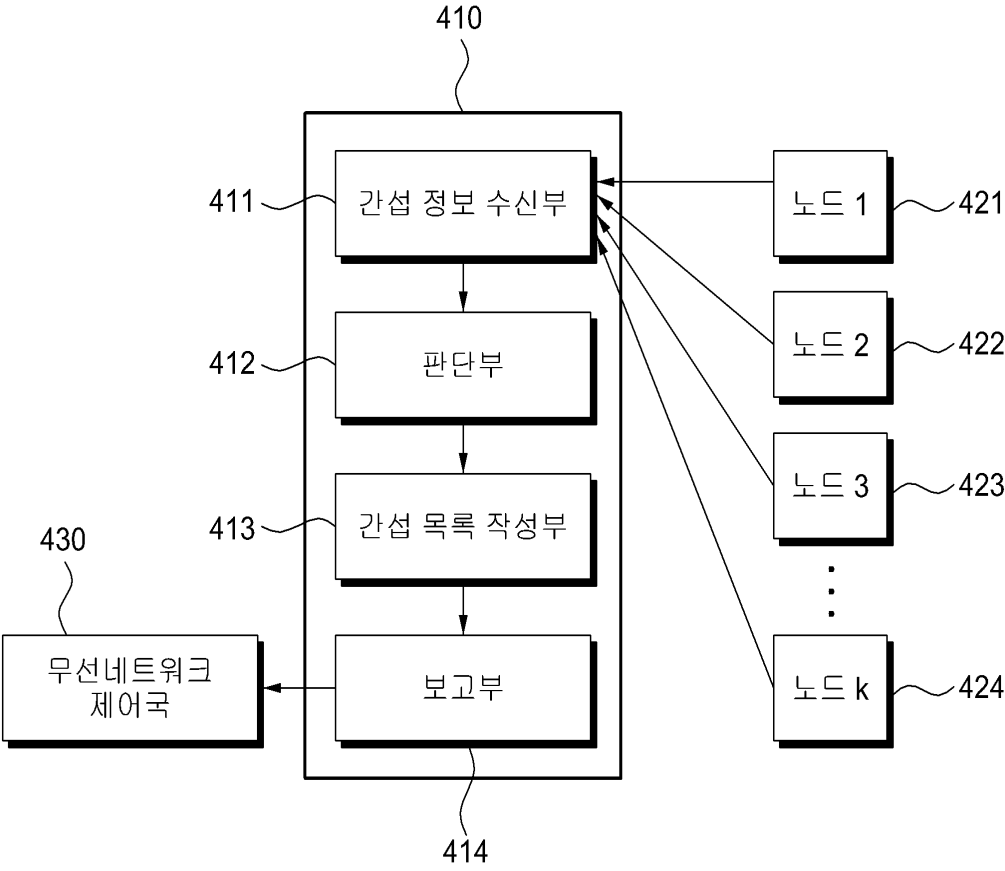 410
411
간섭 정보 수신부
노드 1
421
412
판단부
노드 2
422
413
간섭 목록 작성부
노드 3
423
430
무선네트워크
제어국
보고부
노드 k
424
414